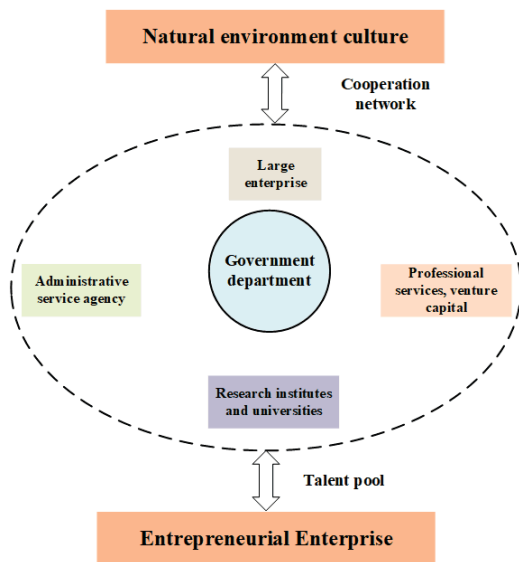 Natural environment culture
Cooperation
network
Large
enterprise
Government
department
Administrative
service agency
Professional
services, venture
capital
Research institutes
and universities
Talent pool
Entrepreneurial Enterprise